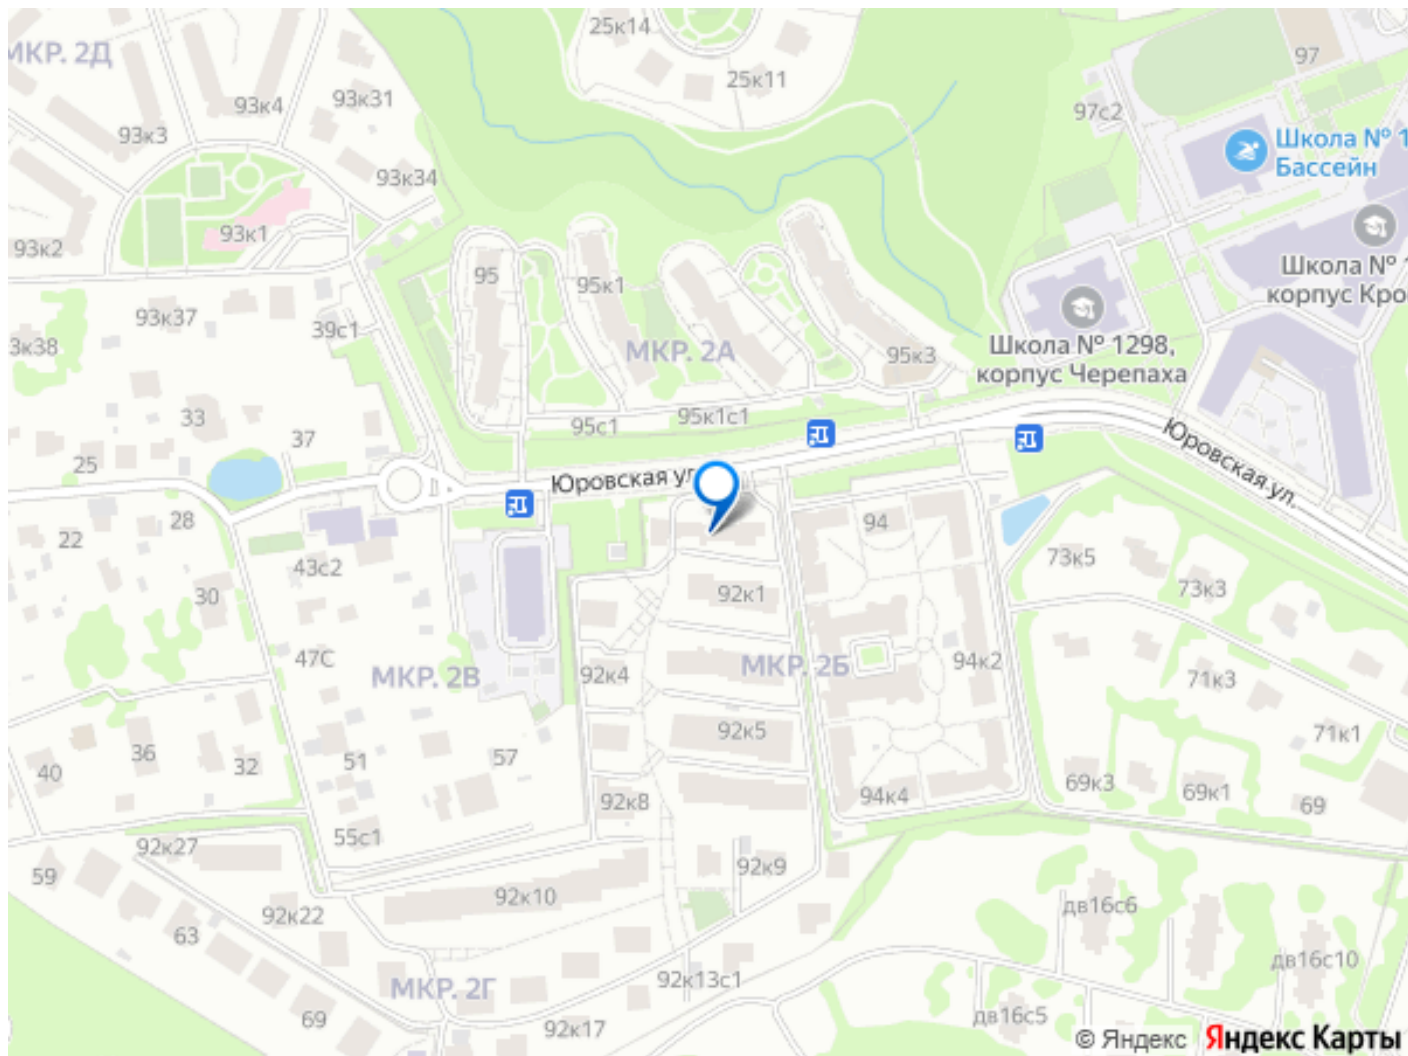 25к14
МКР. 2Д
97
25к11
93к31
93к4
97с2
93к3
Школа № 1
Бассейн
93к34
93к1
93к2
Школа № 1
корпус Кро
95
95к1
93к37
39с1
3к38
МКР. 2А
Школа № 1298,
корпус Черепаха
95к3
33
95к1с1
95с1
37
25
Юровская ул.
Юровская ул
28
94
22
73к5
43с2
73к3
92к1
30
47С
94к2
МКР. 2Б
92к4
МКР. 2В
71к3
92к5
71к1
36
57
51
32
40
69к3
69к1
94к4
92к8
69
55с1
92к27
92к9
59
92к10
дв16с6
92к22
63
дв16с10
92к13с1
МКР. 2Г
дв16с5
69
92к17
© Яндекс Яндекс Карты